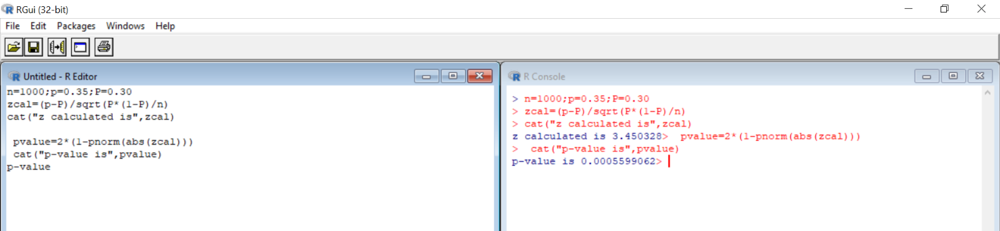 RGui (32-bit)
File Edit Packages Windows Help
Untitled - R Editor
n=1000;p=0.35;P=0.30
zcal=(p-P)/sqrt(P*(1-P)/n)
cat("z calculated is",zcal)
pvalue=2*(1-pnorm(abs(zcal)))
cat("p-value is",pvalue)
p-value
R Console
> n=1000;p=0.35;P=0.30
> zcal=(p-P)/sqrt(P*(1-P)/n)
> cat("z calculated is",zcal)
z calculated is 3.450328>  pvalue=2*(1-pnorm(abs(zcal)))
>  cat("p-value is",pvalue)
p-value is 0.0005599062>